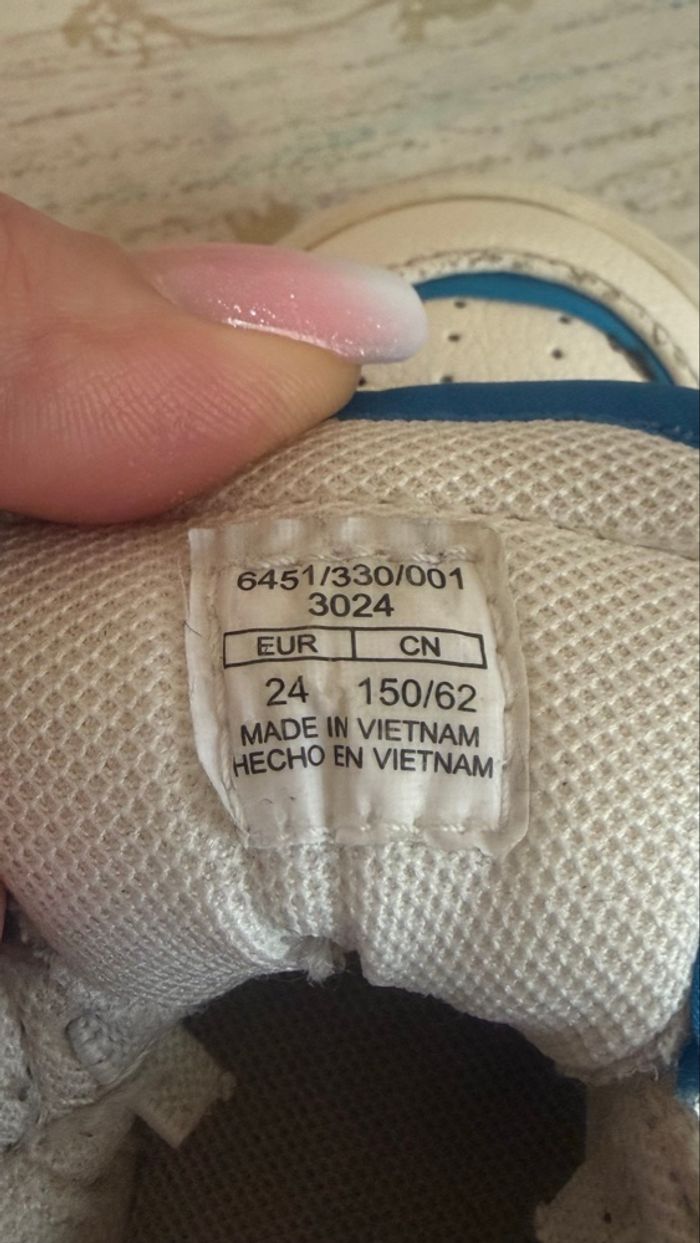 6451/330/001
3024
EUR CN
24 150/62
MADE IN VIETNAM
HECHO EN VIETNAM